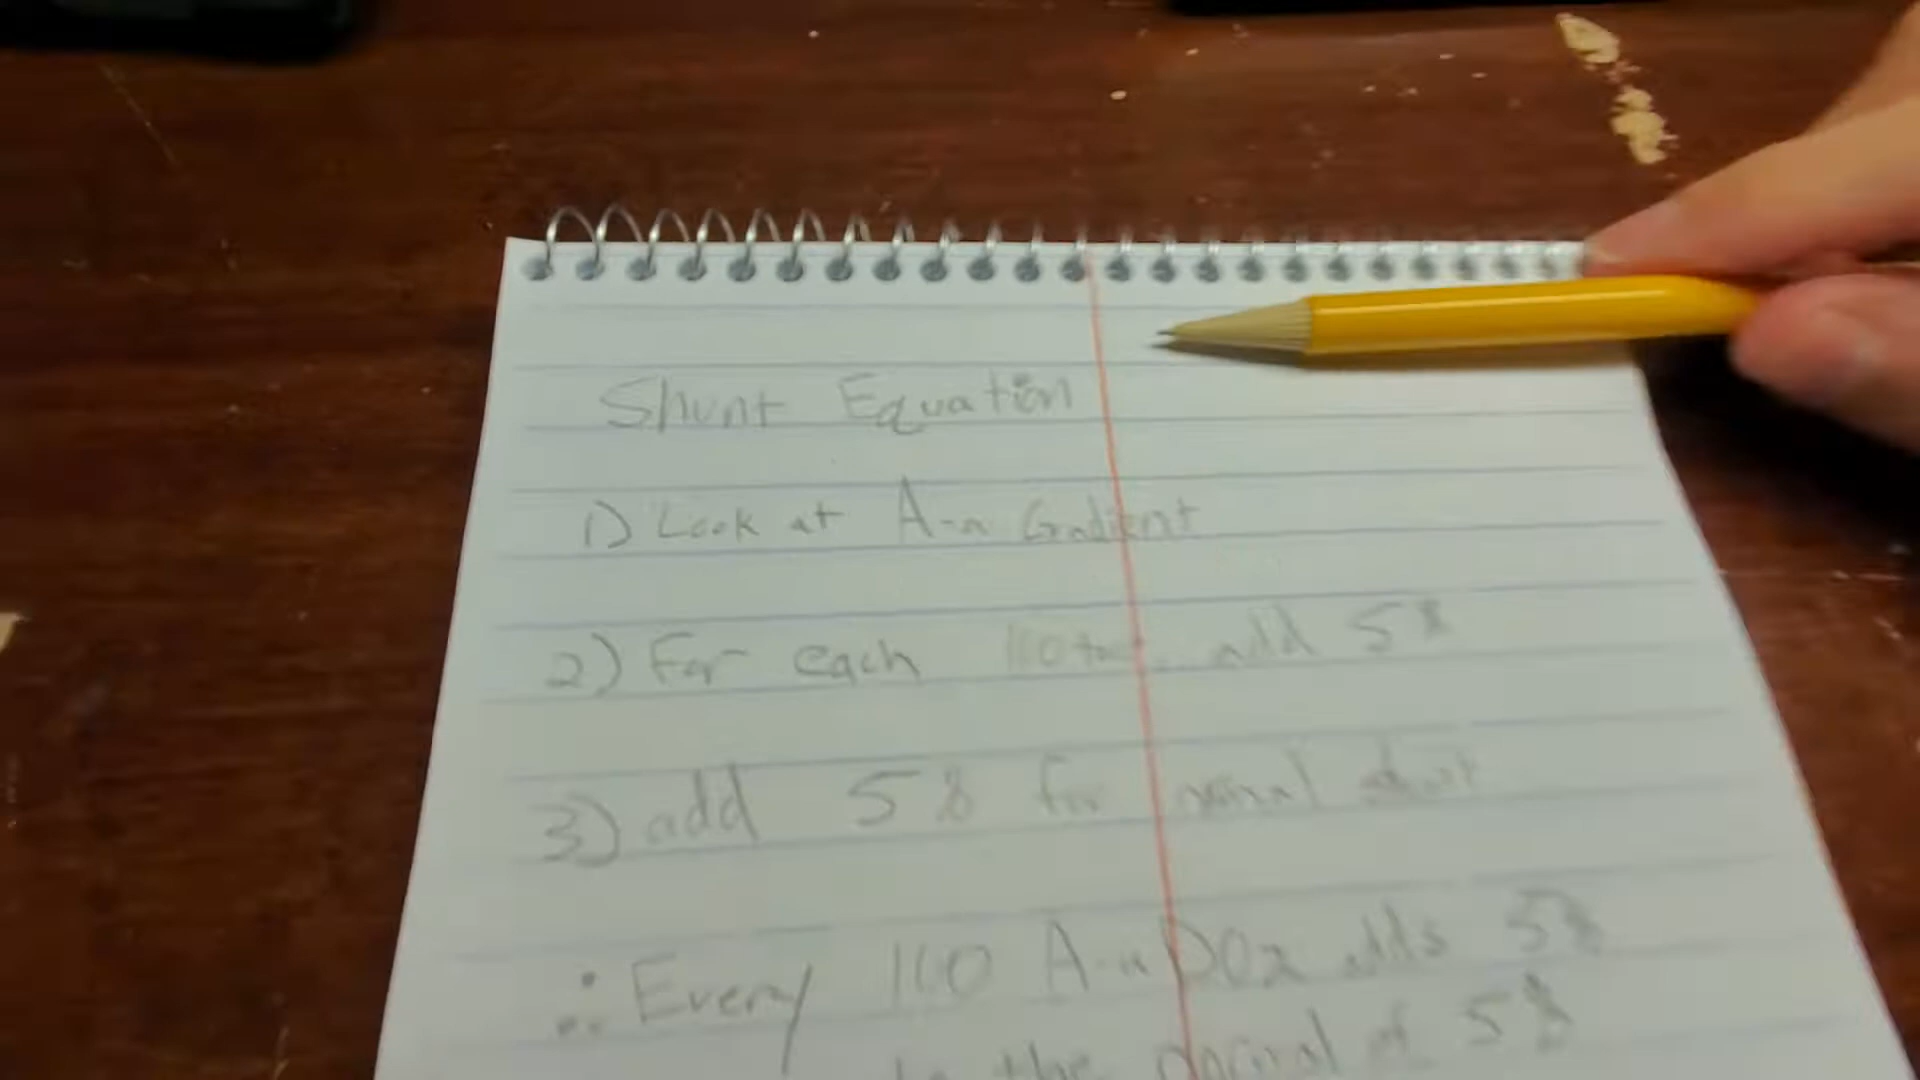 Shunt Equation
1) Look at A-a Gradient
2) For each 100 torr, add 5%
3) add 5% for normal shunt
∴ Every 100 A-a DO2 adds 5%
to the normal of 5%